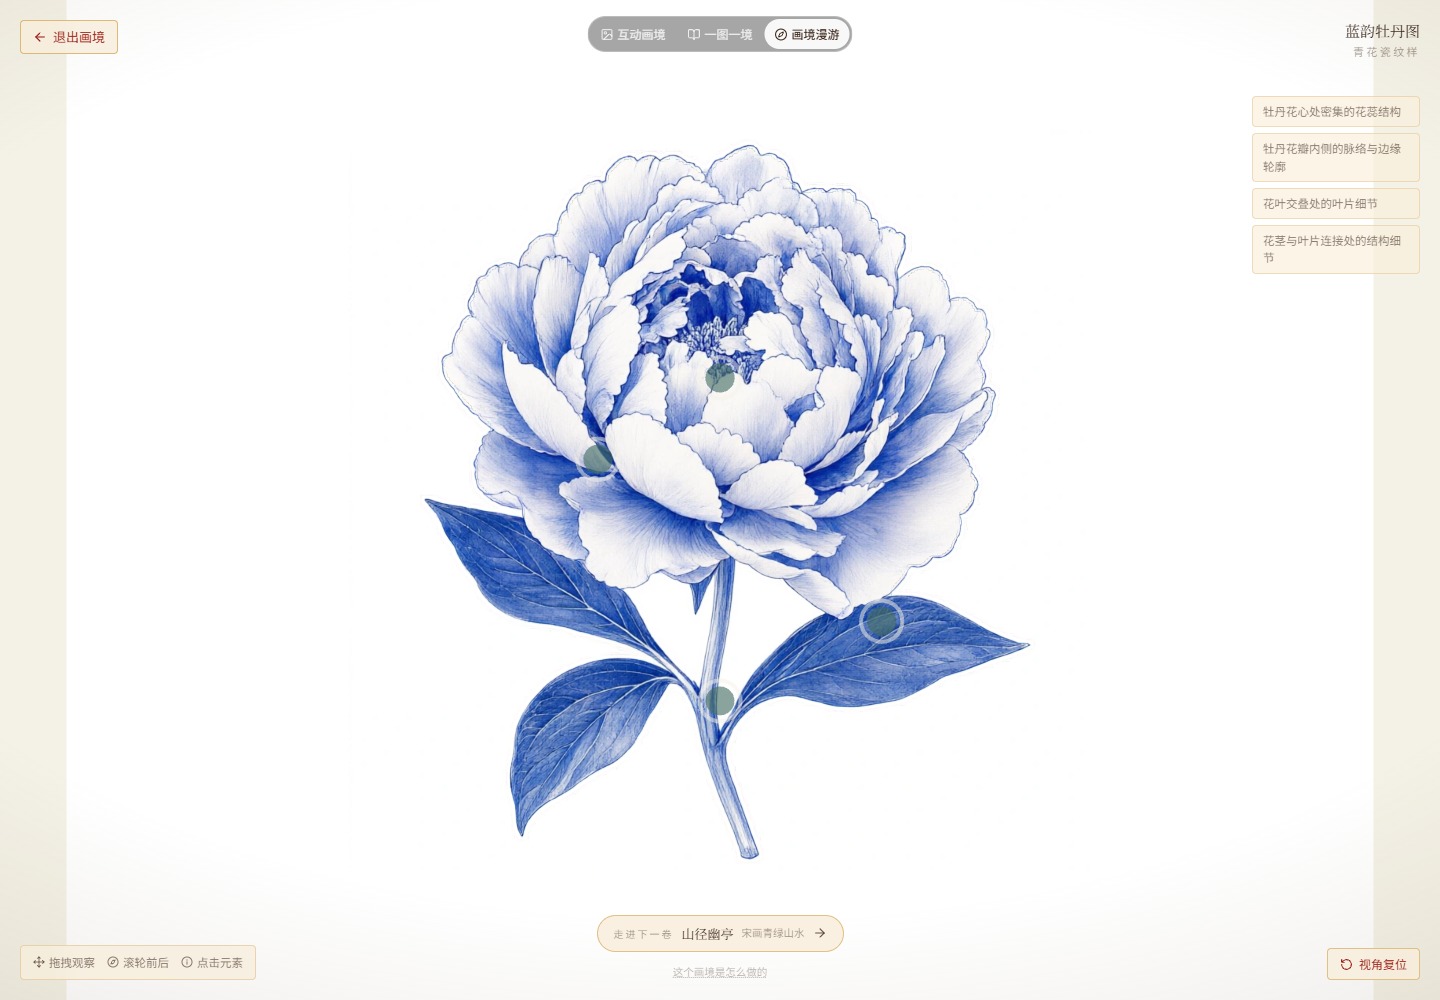 退出画境
互动画境
一图一境
画境漫游
蓝韵牡丹图
青花瓷纹样
牡丹花心处密集的花蕊结构
牡丹花瓣内侧的脉络与边缘
轮廓
花叶交叠处的叶片细节
花茎与叶片连接处的结构细
节
走进下一卷 山径幽亭 宋画青绿山水
这个画境是怎么做的
拖拽观察 滚轮前后 点击元素
视角复位